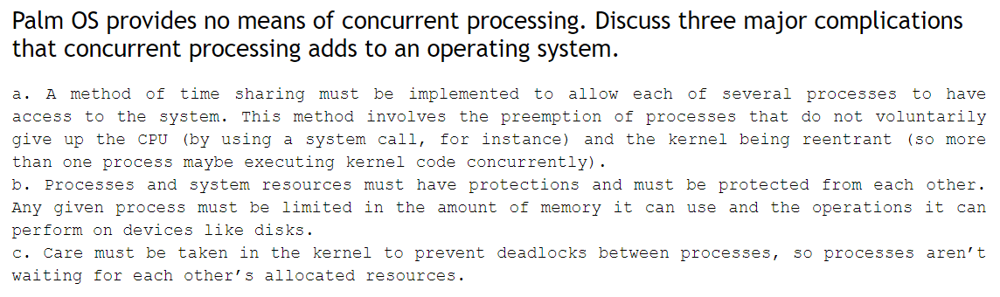 Palm OS provides no means of concurrent processing. Discuss three major complications
that concurrent processing adds to an operating system.
a. A method of time sharing must be implemented to allow each of several processes to have
access to the system. This method involves the preemption of processes that do not voluntarily
give up the CPU (by using a system call, for instance) and the kernel being reentrant (so more
than one process maybe executing kernel code concurrently).
b. Processes and system resources must have protections and must be protected from each other.
Any given process must be limited in the amount of memory it can use and the operations it can
perform on devices like disks.
c. Care must be taken in the kernel to prevent deadlocks between processes, so processes aren’t
waiting for each other’s allocated resources.